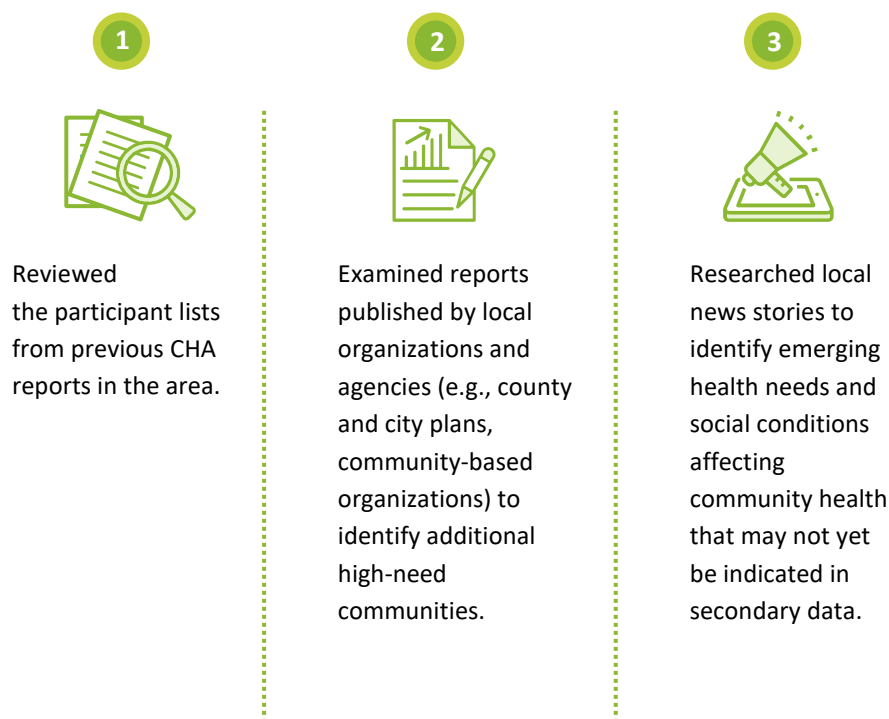 1
Reviewed
the participant lists
from previous CHA
reports in the area.
2
Examined reports
published by local
organizations and
agencies (e.g., county
and city plans,
community-based
organizations) to
identify additional
high-need
communities.
3
Researched local
news stories to
identify emerging
health needs and
social conditions
affecting
community health
that may not yet
be indicated in
secondary data.